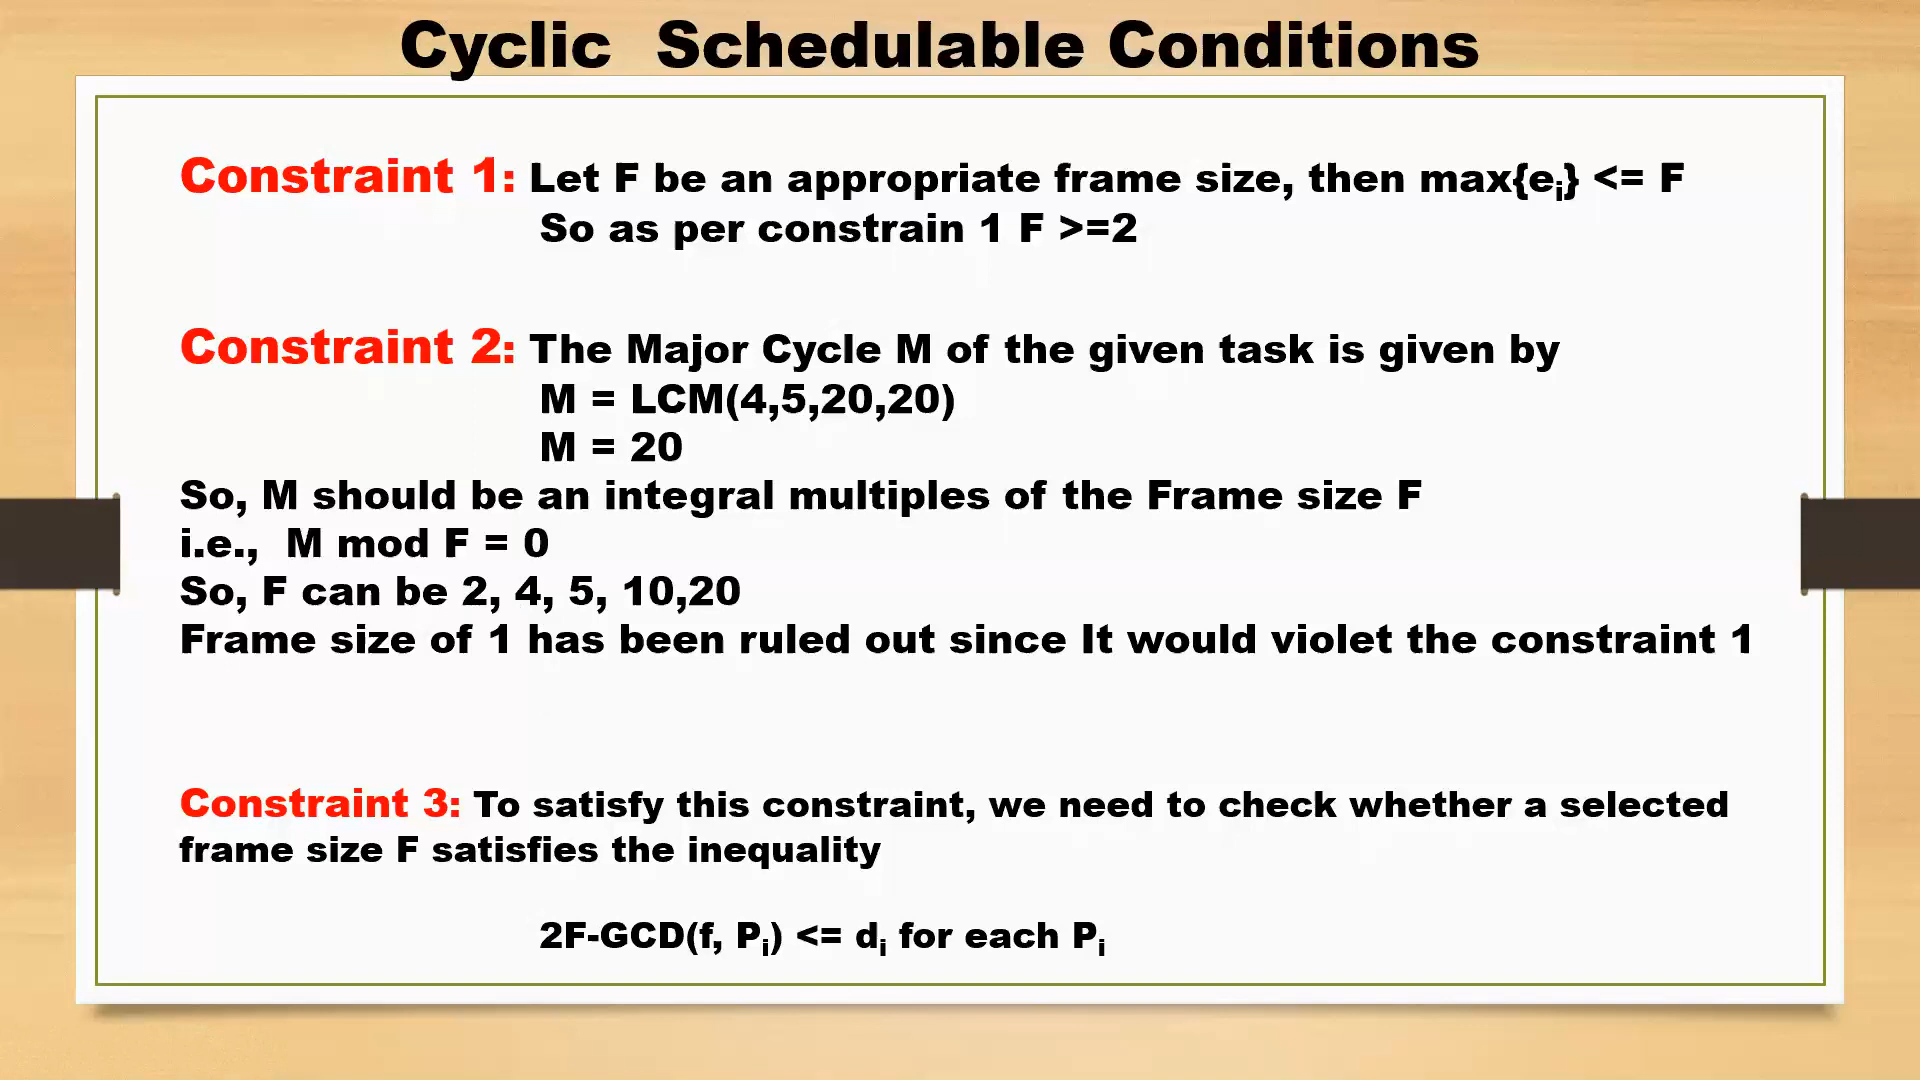 Cyclic Schedulable Conditions
Constraint 1: Let F be an appropriate frame size, then max{ei} <= F
So as per constrain 1 F >=2
Constraint 2: The Major Cycle M of the given task is given by
M = LCM(4,5,20,20)
M = 20
So, M should be an integral multiples of the Frame size F
i.e., M mod F = 0
So, F can be 2, 4, 5, 10,20
Frame size of 1 has been ruled out since It would violet the constraint 1
Constraint 3: To satisfy this constraint, we need to check whether a selected
frame size F satisfies the inequality
2F-GCD(f, Pi) <= di for each Pi